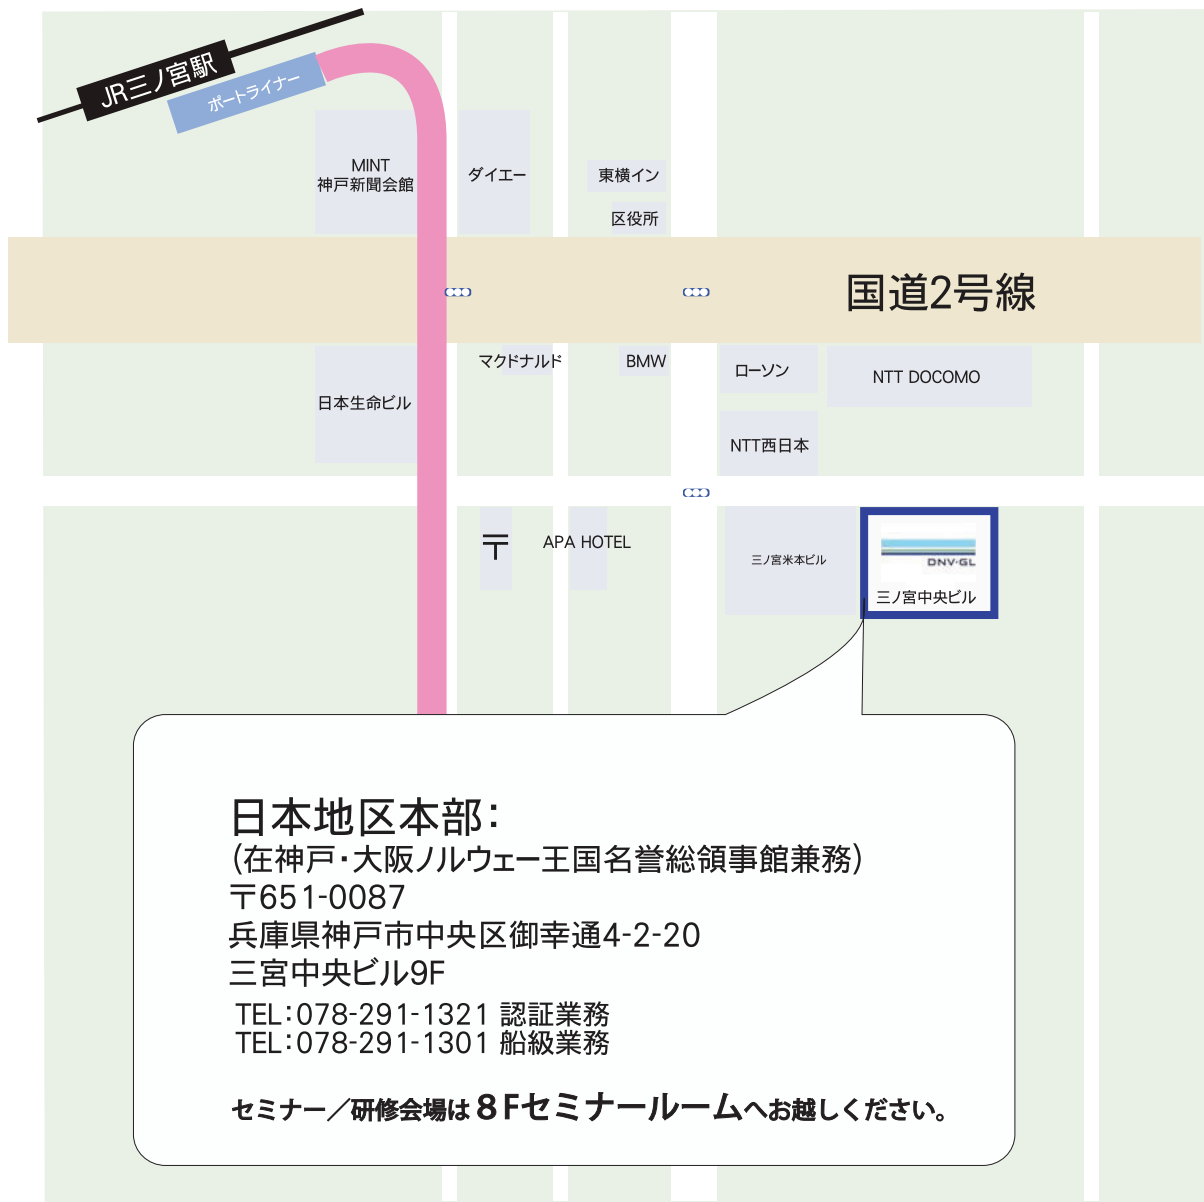 JR三ノ宮駅
ポートライナー
MINT
神戸新聞会館
ダイエー
東横イン
区役所
国道2号線
日本生命ビル
マクドナルド
BMW
ローソン
NTT DOCOMO
NTT西日本
〒
APA HOTEL
三ノ宮米本ビル
DNV·GL
三ノ宮中央ビル
日本地区本部：
(在神戸・大阪ノルウェー王国名誉総領事館兼務)
〒651-0087
兵庫県神戸市中央区御幸通4-2-20
三宮中央ビル9F
TEL：078-291-1321 認証業務
TEL：078-291-1301 船級業務
セミナー／研修会場は８Fセミナールームへお越しください。